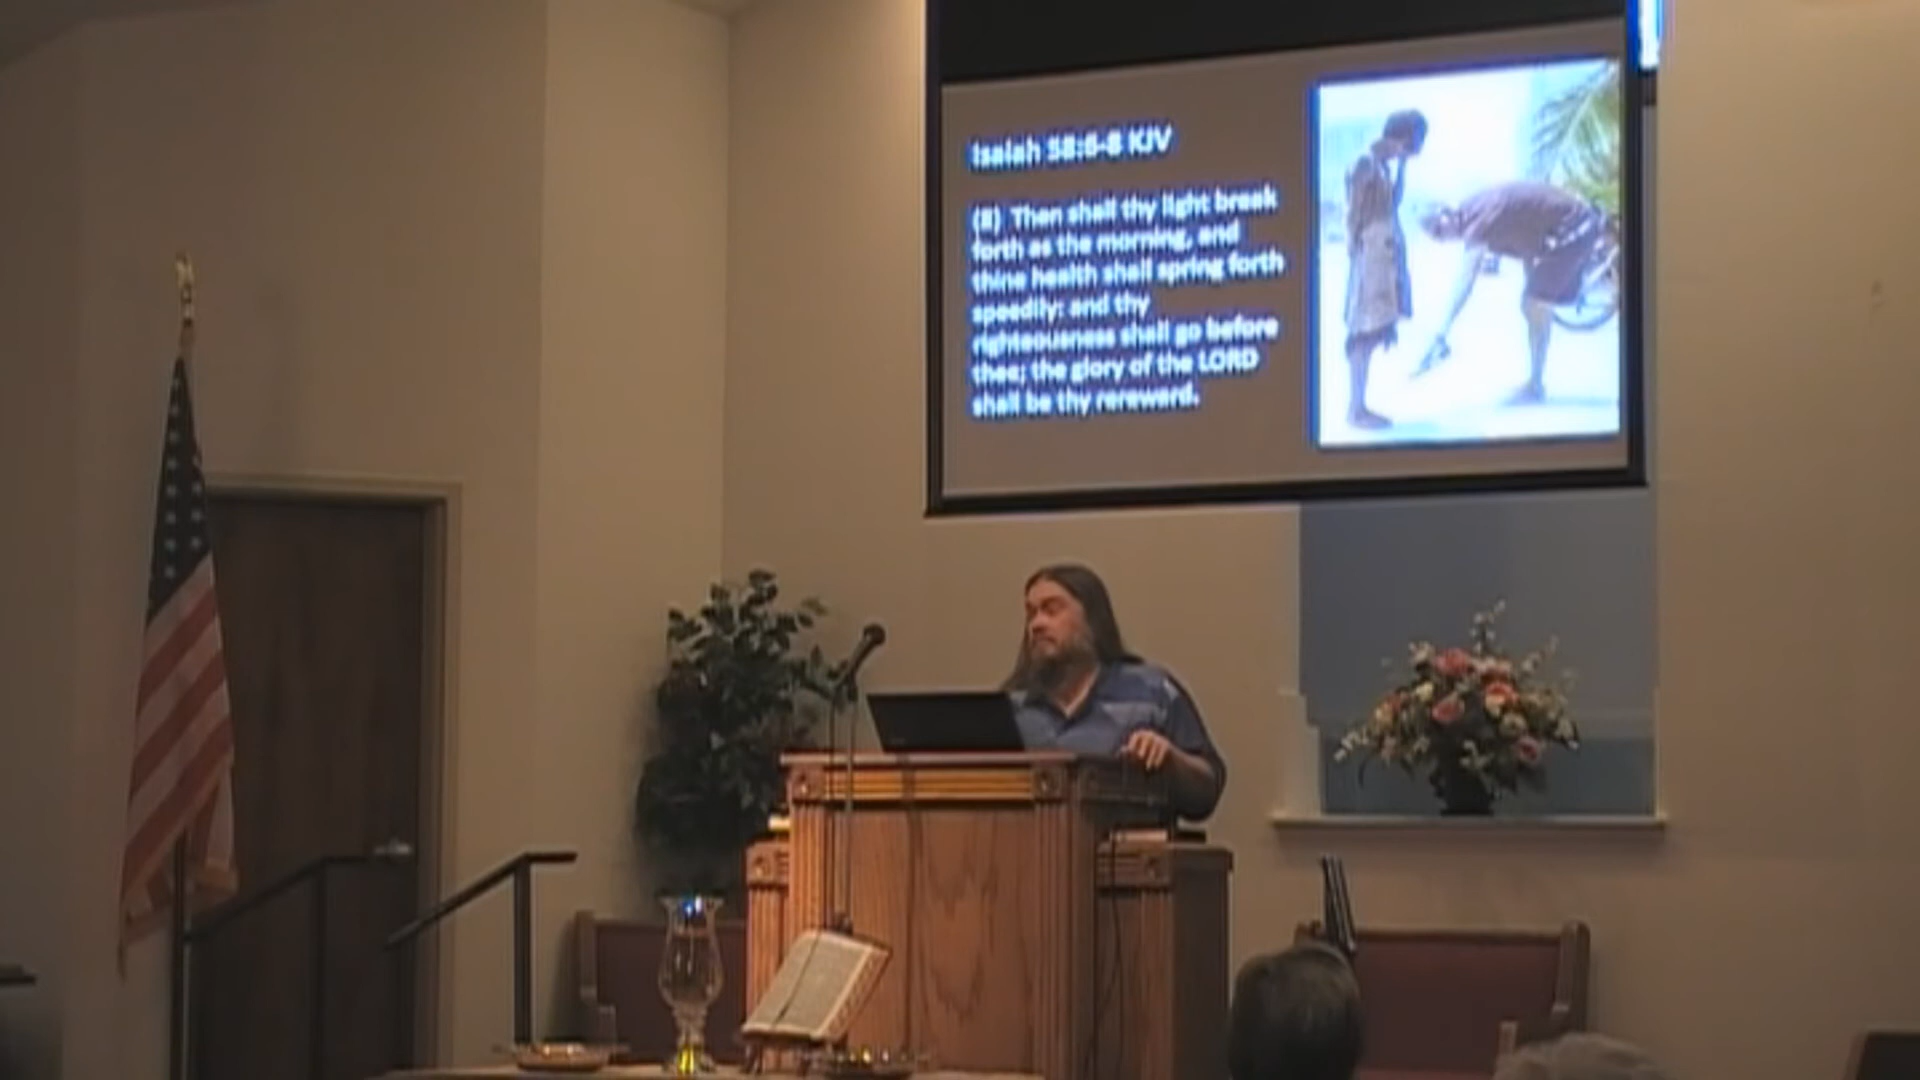 Isaiah 58:6-8 KJV
(8) Then shall thy light break
forth as the morning, and
thine health shall spring forth
speedily: and thy
righteousness shall go before
thee; the glory of the LORD
shall be thy rereward.